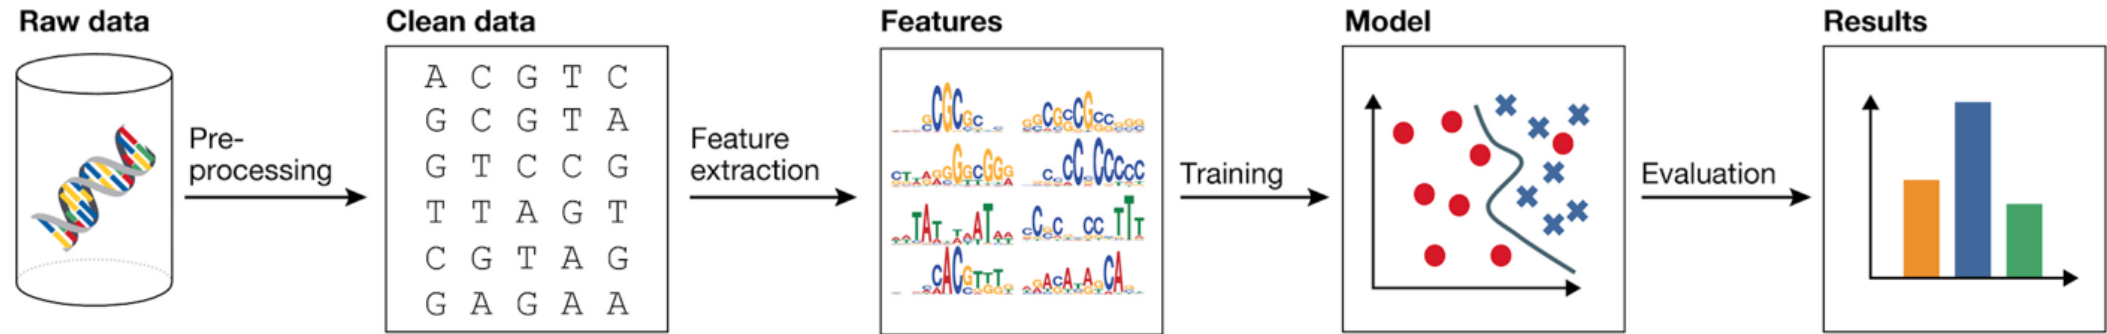 Raw data
Pre-
processing
Clean data
A C G T C
G C G T A
G T C C G
T T A G T
C G T A G
G A G A A
Feature
extraction
Features
Training
Model
Evaluation
Results